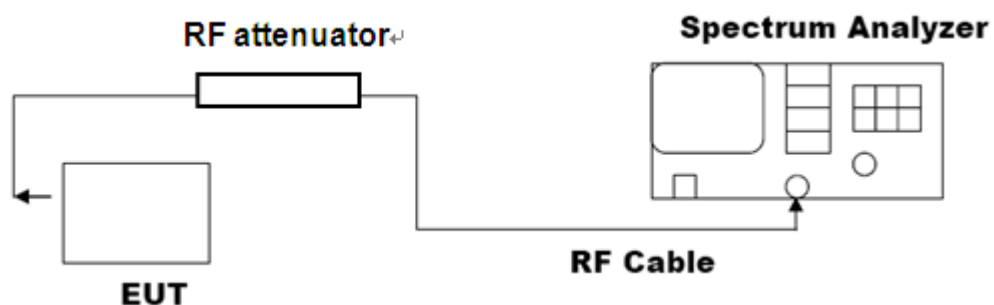 RF attenuator↵
Spectrum Analyzer
RF Cable
EUT